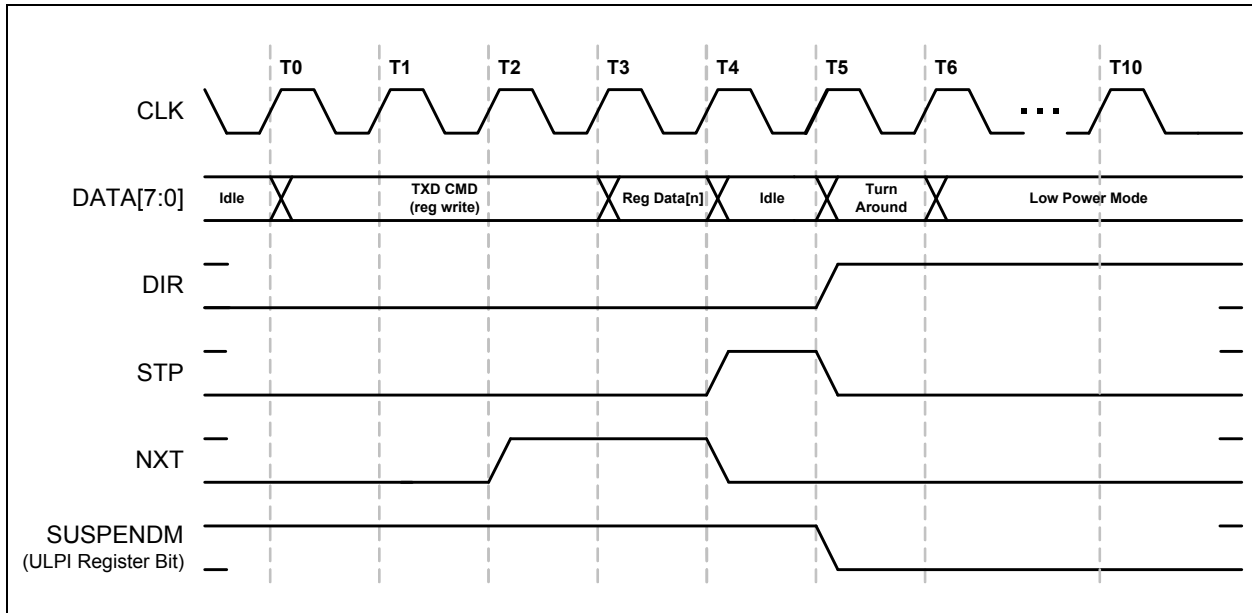 T0 T1 T2 T3 T4 T5 T6 T10
CLK
...
DATA[7:0]
Idle
TXD CMD
(reg write)
Reg Data[n]
Idle
Turn
Around
Low Power Mode
DIR
STP
NXT
SUSPENDM
(ULPI Register Bit)